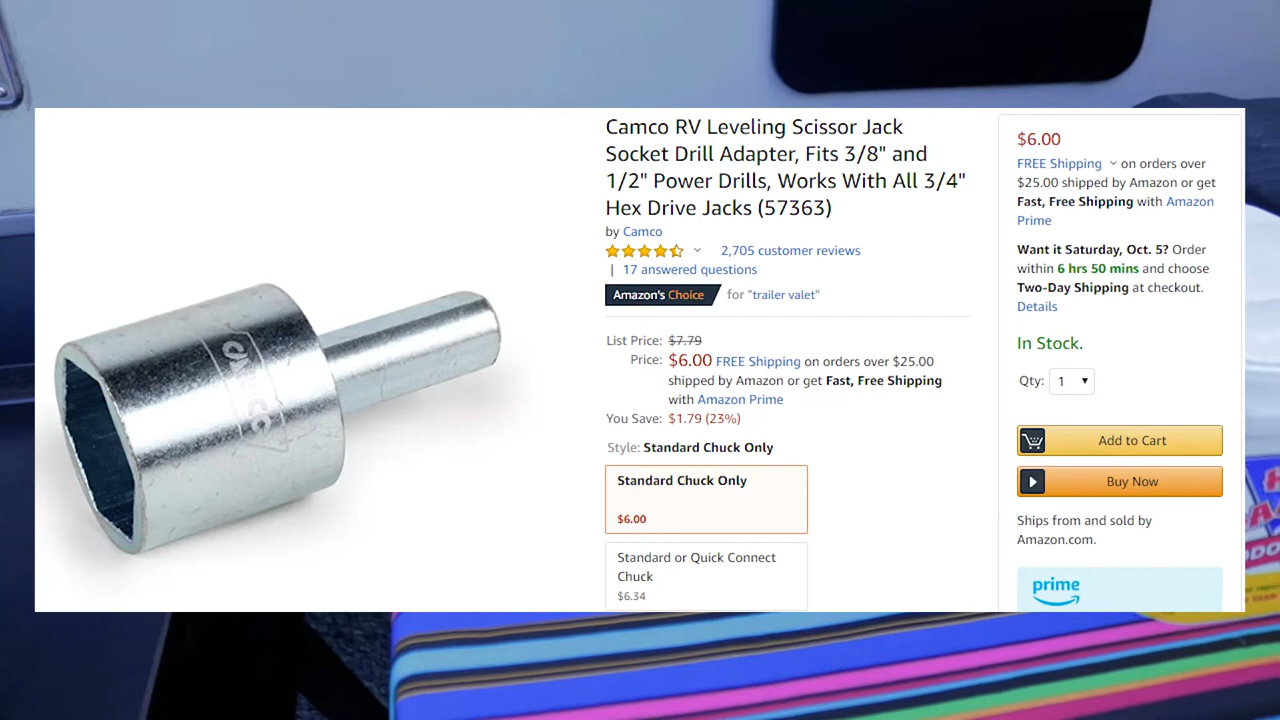 Camco RV Leveling Scissor Jack
Socket Drill Adapter, Fits 3/8" and
1/2" Power Drills, Works With All 3/4"
Hex Drive Jacks (57363)
by Camco
2,705 customer reviews
| 17 answered questions
Amazon's Choice for "trailer valet"
List Price: $7.79
Price: $6.00 FREE Shipping on orders over $25.00
shipped by Amazon or get Fast, Free Shipping
with Amazon Prime
You Save: $1.79 (23%)
Style: Standard Chuck Only
Standard Chuck Only
$6.00
Standard or Quick Connect
Chuck
$6.34
$6.00
FREE Shipping on orders over
$25.00 shipped by Amazon or get
Fast, Free Shipping with Amazon
Prime
Want it Saturday, Oct. 5? Order
within 6 hrs 50 mins and choose
Two-Day Shipping at checkout.
Details
In Stock.
Qty: 1
Add to Cart
Buy Now
Ships from and sold by
Amazon.com.
prime
CAMCO